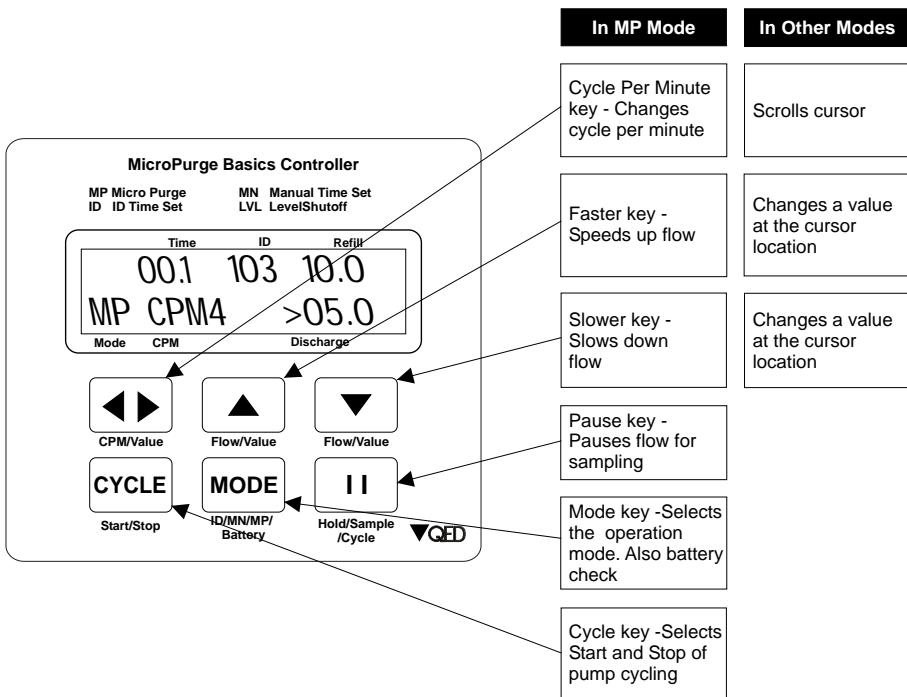 In MP Mode
In Other Modes
Cycle Per Minute
key - Changes
cycle per minute
Scrolls cursor
Faster key -
Speeds up flow
Changes a value
at the cursor
location
Slower key -
Slows down
flow
Changes a value
at the cursor
location
Pause key -
Pauses flow for
sampling
Mode key -Selects
the operation
mode. Also battery
check
Cycle key -Selects
Start and Stop of
pump cycling
MicroPurge Basics Controller
MP Micro Purge MN Manual Time Set
ID ID Time Set LVL LevelShutoff
Time ID Refill
00.1 103 10.0
MP CPM4 >05.0
Mode CPM Discharge
CPM/Value Flow/Value Flow/Value
CYCLE MODE II
Start/Stop ID/MN/MP/ Hold/Sample
Battery /Cycle
QED